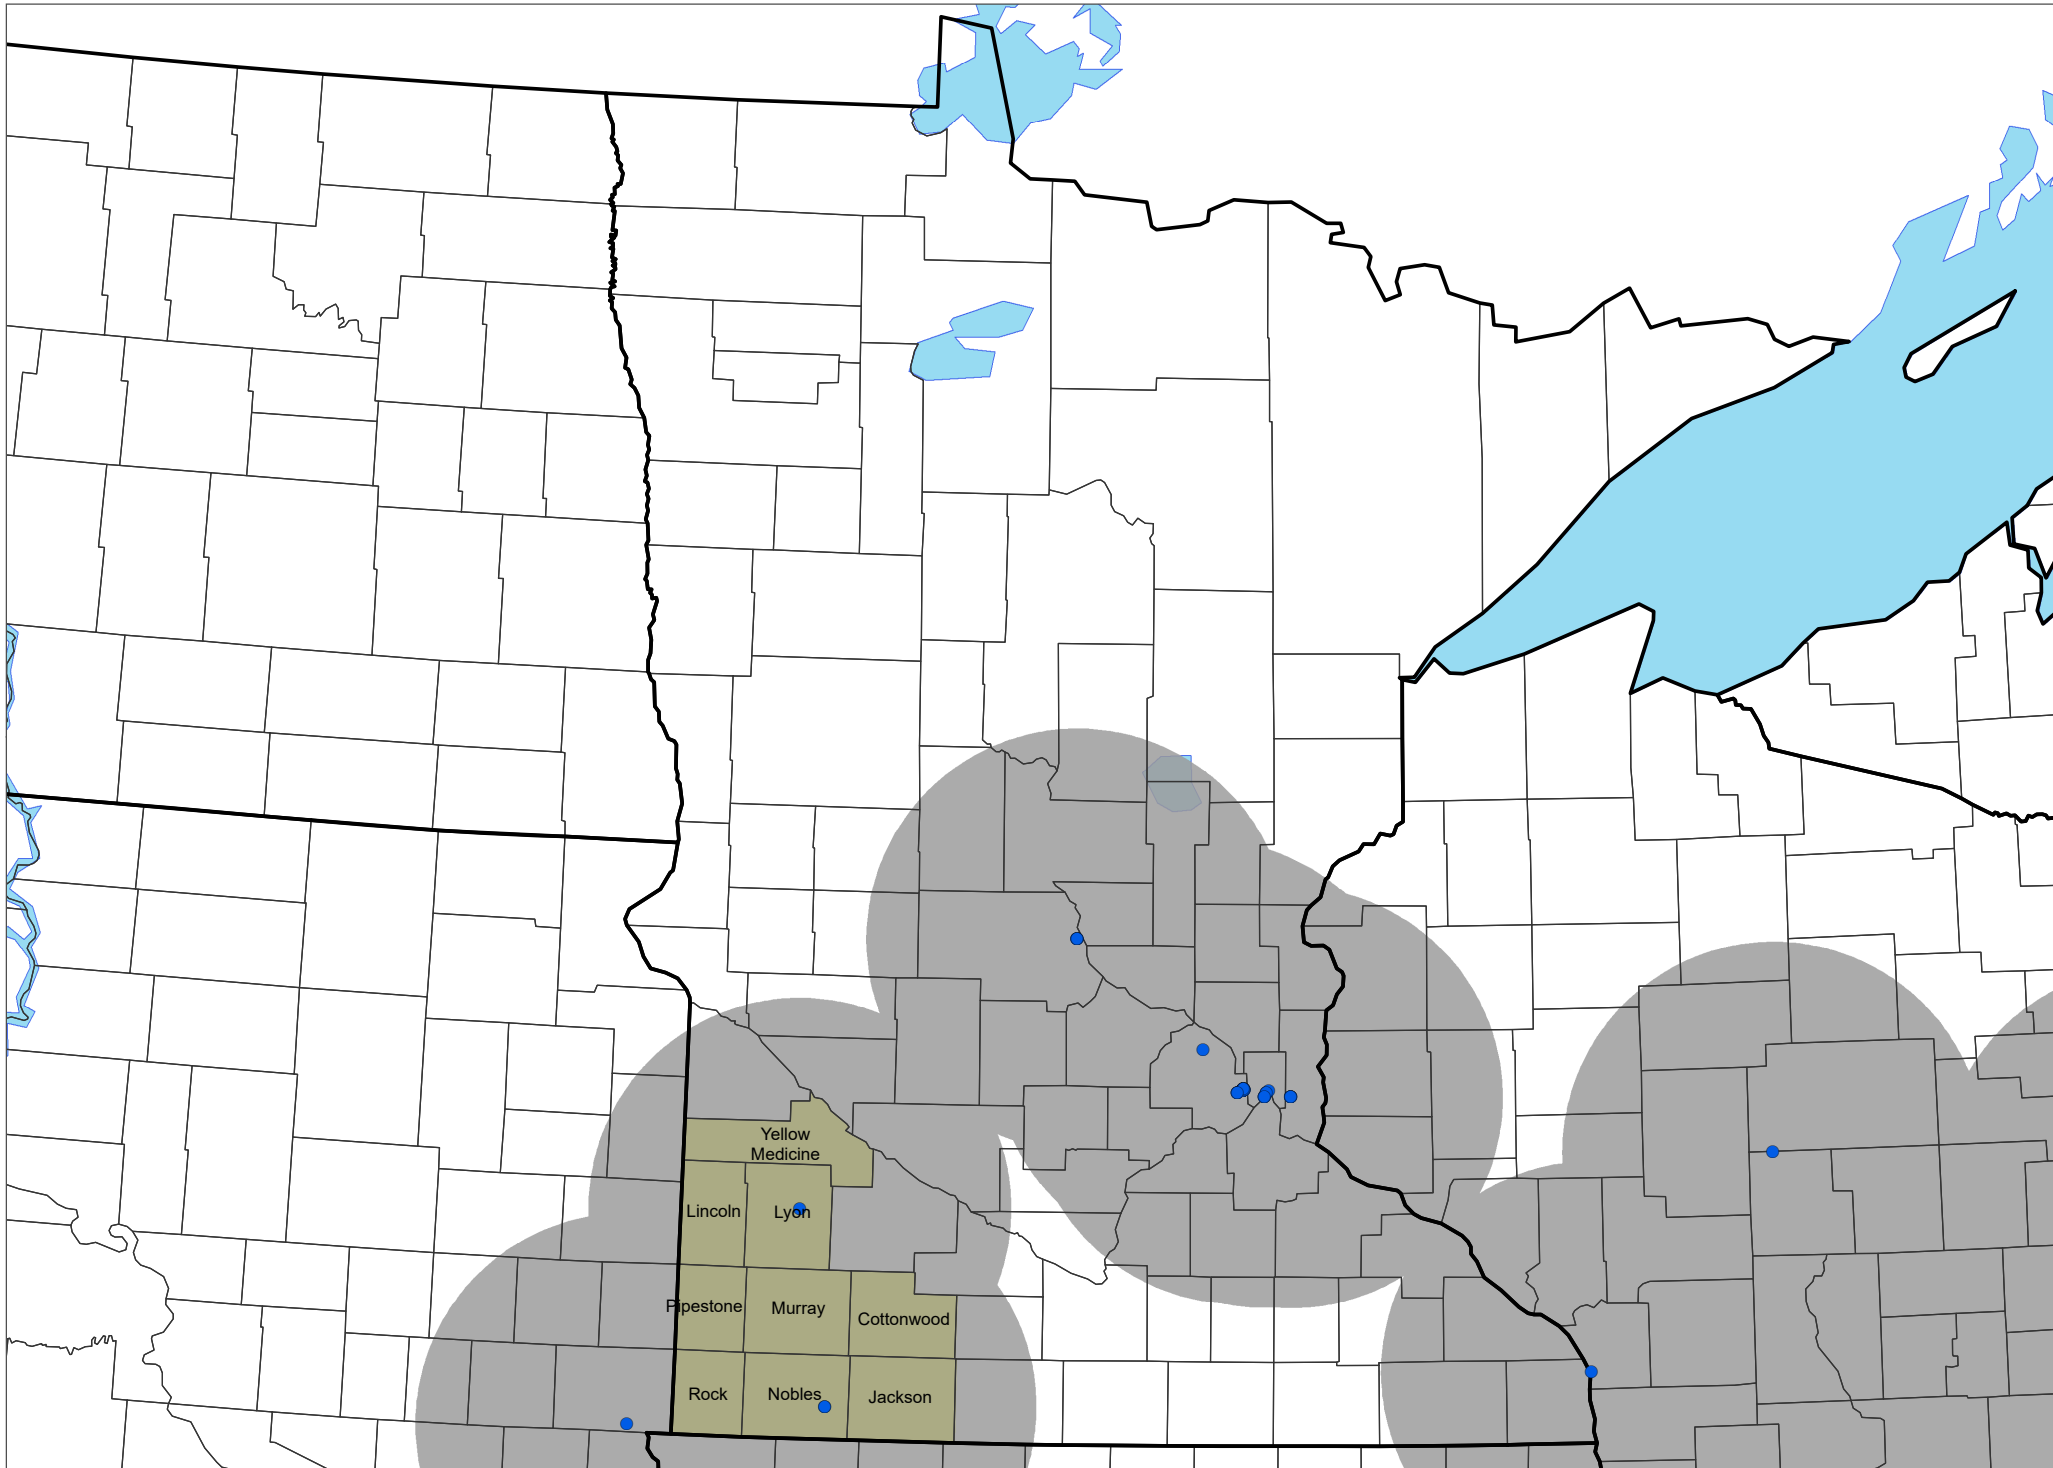 Yellow
Medicine
Lincoln
Lyon
Pipestone
Murray
Cottonwood
Rock
Nobles
Jackson